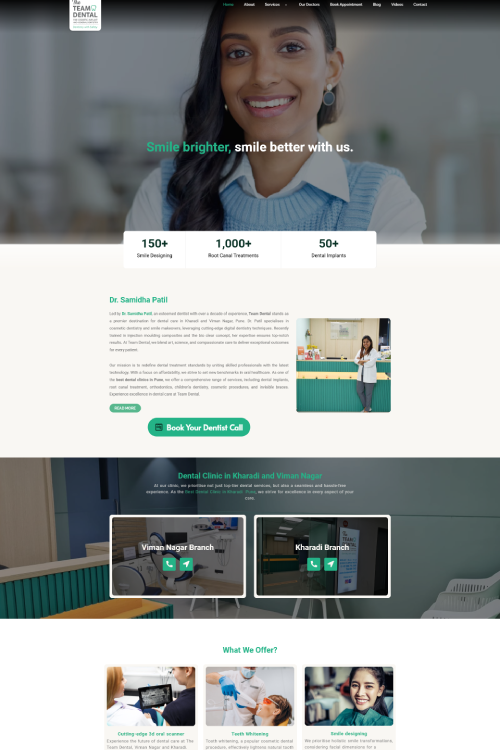 The
TEAM
DENTAL
Home About Services Our Doctors Book Appointment Blog Videos Contact
Smile brighter, smile better with us.
150+ 1,000+ 50+
Smile Designing Root Canal Treatments Dental Implants
Dr. Samidha Patil
Led by Dr. Samidha Patil, an esteemed dentist with over a decade of experience, Team Dental stands as
a premier destination for dental care in Kharadi and Viman Nagar, Pune. Dr. Patil specializes in
cosmetic dentistry and smile makeovers, leveraging cutting-edge digital dentistry techniques. Recently
trained in injection moulding composites and the bio clear concept, her expertise ensures top-notch
results. At Team Dental, we blend art, science, and compassionate care to deliver exceptional outcomes
for every patient.
Our mission is to redefine dental treatment standards by uniting skilled professionals with the latest
technology. With a focus on affordability, we strive to set new benchmarks in oral healthcare. As one of
the best dental clinics in Pune, we offer a comprehensive range of services, including dental implants,
root canal treatment, orthodontics, children's dentistry, cosmetic procedures, and invisible braces.
Experience excellence in dental care at Team Dental.
READ MORE
Book Your Dentist Call
Dental Clinic in Kharadi and Viman Nagar
At our clinic, we prioritise not just top-tier dental services, but also a seamless and hassle-free
experience. As the Best Dental Clinic in Kharadi, Pune, we strive for excellence in every aspect of your
care.
Viman Nagar Branch Kharadi Branch
What We Offer?
Cutting-edge 3d oral scanner
Experience the future of dental care at The
Team Dental, Viman Nagar and Kharadi,
Teeth Whitening
Teeth whitening, a popular cosmetic dental
procedure, effectively lightens natural teeth
Smile designing
We prioritise holistic smile transformations,
considering facial dimensions for a